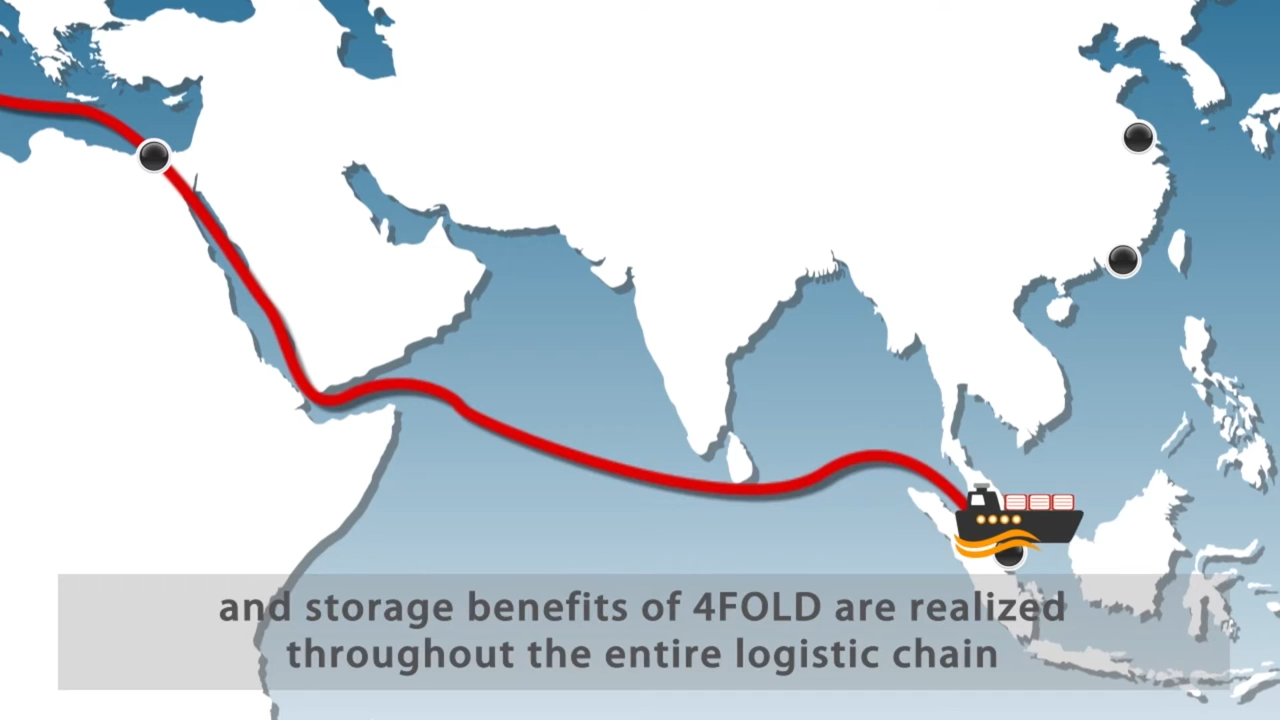 and storage benefits of 4FOLD are realized
throughout the entire logistic chain